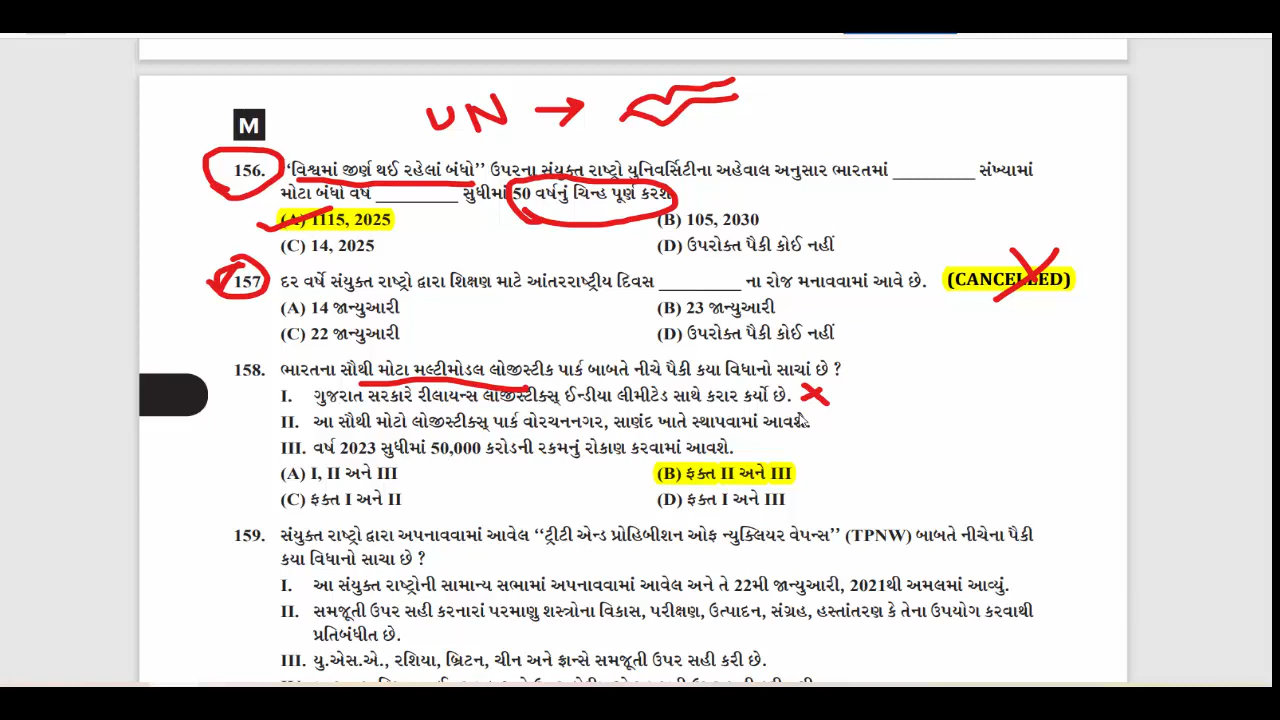 UN →
M
156. ‘વિશ્વમાં જીર્ણ થઈ રહેલાં બંધો’’ ઉપરના સંયુક્ત રાષ્ટ્રો યુનિવર્સિટીના અહેવાલ અનુસાર ભારતમાં _________ સંખ્યામાં
મોટા બંધો વર્ષ _________ સુધીમાં 50 વર્ષનું ચિન્હ પૂર્ણ કરશે
(A) 1115, 2025 (B) 105, 2030
(C) 14, 2025 (D) ઉપરોક્ત પૈકી કોઈ નહીં
157. દર વર્ષે સંયુક્ત રાષ્ટ્રો દ્વારા શિક્ષણ માટે આંતરરાષ્ટ્રીય દિવસ _________ ના રોજ મનાવવામાં આવે છે. (CANCELLED)
(A) 14 જાન્યુઆરી (B) 23 જાન્યુઆરી
(C) 22 જાન્યુઆરી (D) ઉપરોક્ત પૈકી કોઈ નહીં
158. ભારતના સૌથી મોટા મલ્ટીમોડલ લોજીસ્ટીક પાર્ક બાબતે નીચે પૈકી કયા વિધાનો સાચાં છે ?
I. ગુજરાત સરકારે રીલાયન્સ લોજીસ્ટીક્સ્ ઈન્ડીયા લીમીટેડ સાથે કરાર કર્યો છે.
II. આ સૌથી મોટો લોજીસ્ટીક્સ્ પાર્ક વોરચનનગર, સાણંદ ખાતે સ્થાપવામાં આવશે.
III. વર્ષ 2023 સુધીમાં 50,000 કરોડની રકમનું રોકાણ કરવામાં આવશે.
(A) I, II અને III (B) ફક્ત II અને III
(C) ફક્ત I અને II (D) ફક્ત I અને III
159. સંયુક્ત રાષ્ટ્રો દ્વારા અપનાવવામાં આવેલ ‘‘ટ્રીટી એન્ડ પ્રોહિબીશન ઓફ ન્યુક્લિયર વેપન્સ’’ (TPNW) બાબતે નીચેના પૈકી
કયા વિધાનો સાચા છે ?
I. આ સંયુક્ત રાષ્ટ્રોની સામાન્ય સભામાં અપનાવવામાં આવેલ અને તે 22મી જાન્યુઆરી, 2021થી અમલમાં આવ્યું.
II. સમજૂતી ઉપર સહી કરનારાં પરમાણુ શસ્ત્રોના વિકાસ, પરીક્ષણ, ઉત્પાદન, સંગ્રહ, હસ્તાંતરણ કે તેના ઉપયોગ કરવાથી
પ્રતિબંધીત છે.
III. યુ.એસ.એ., રશિયા, બ્રિટન, ચીન અને ફ્રાન્સે સમજૂતી ઉપર સહી કરી છે.